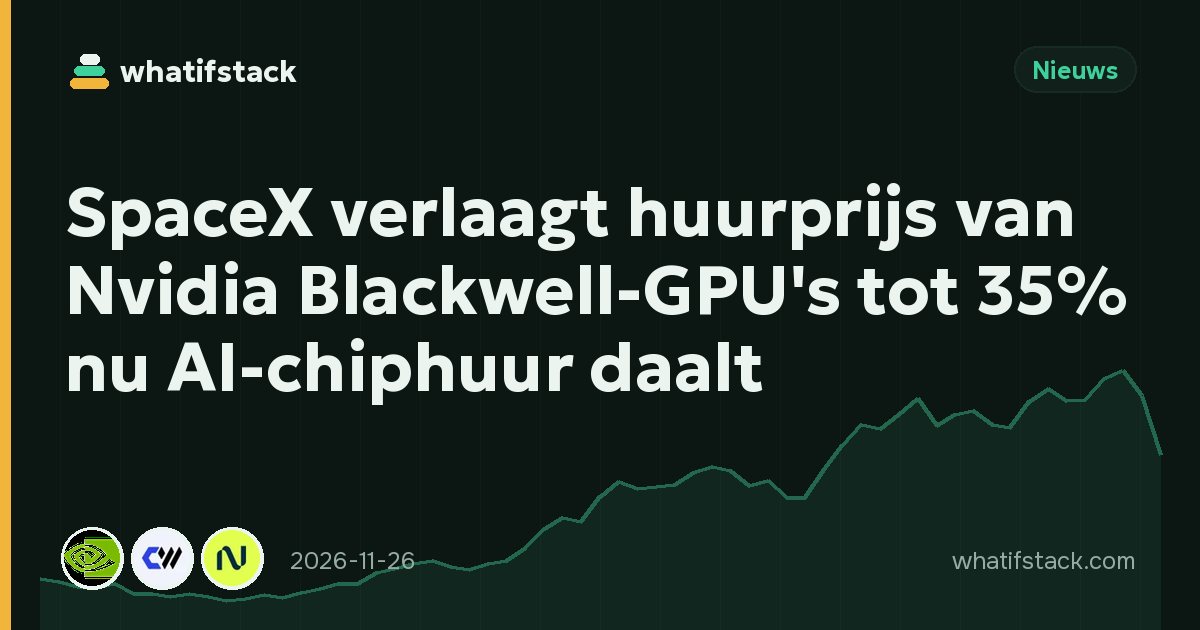 whatifstack
Nieuws
SpaceX verlaagt huurprijs van
Nvidia Blackwell-GPU's tot 35%
nu AI-chiphuur daalt
2026-11-26
whatifstack.com